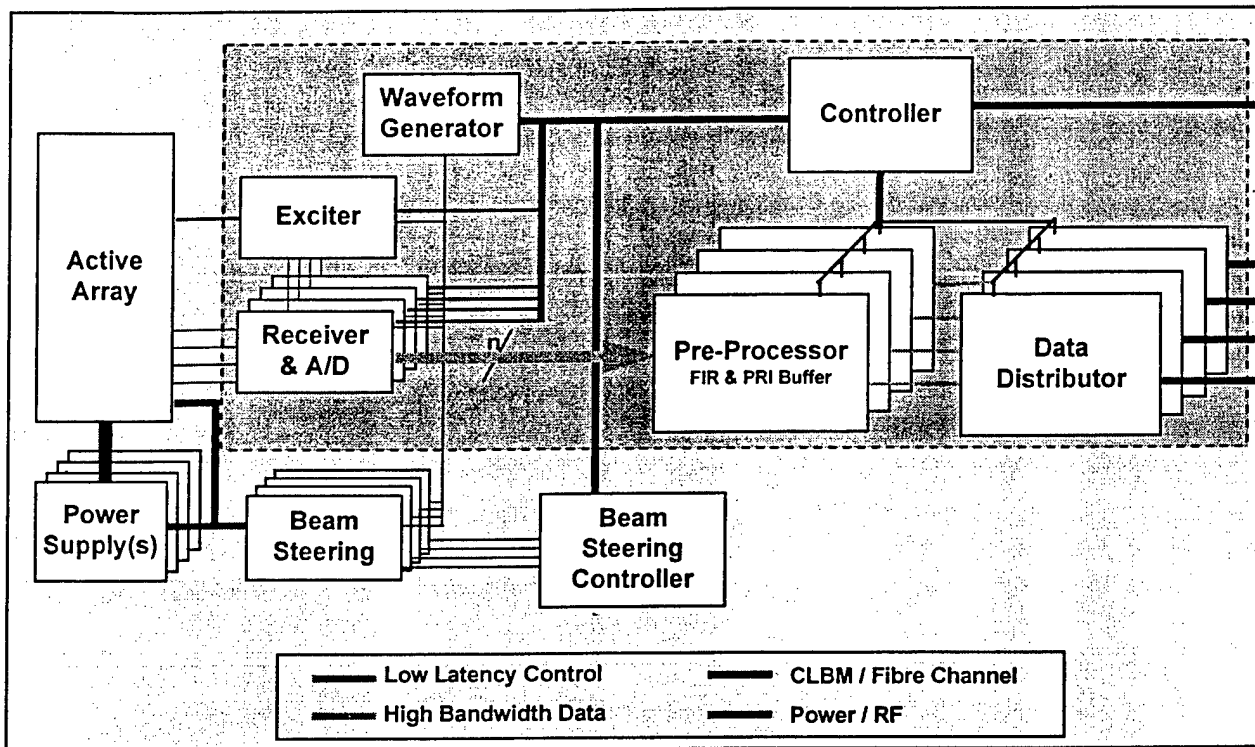 Waveform
Generator
Controller
Exciter
Active
Array
Receiver
& A/D
n
Pre-Processor
FIR & PRI Buffer
Data
Distributor
Power
Supply(s)
Beam
Steering
Beam
Steering
Controller
Low Latency Control
CLBM / Fibre Channel
High Bandwidth Data
Power / RF